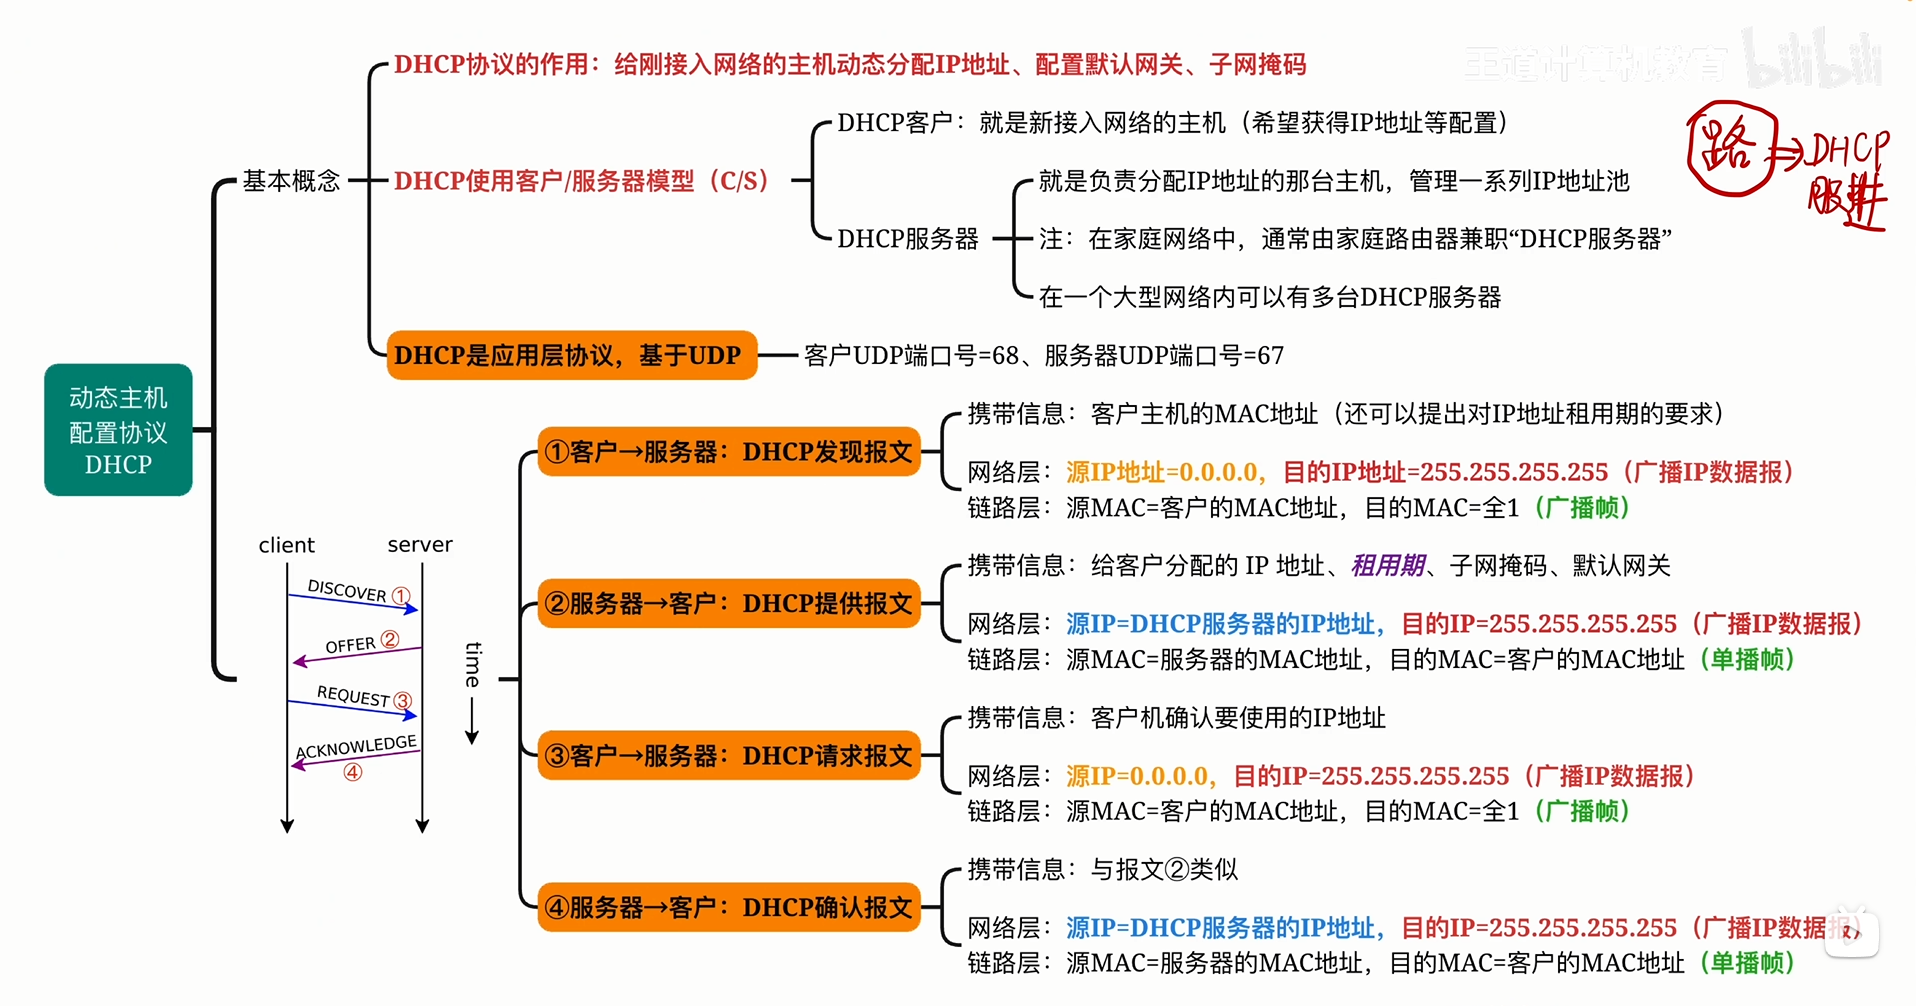 DHCP协议的作用：给刚接入网络的主机动态分配IP地址、配置默认网关、子网掩码
王道计算机教育 bilibili
DHCP客户：就是新接入网络的主机（希望获得IP地址等配置）
路 ⇒ DHCP
服
基本概念
DHCP使用客户/服务器模型（C/S）
就是负责分配IP地址的那台主机，管理一系列IP地址池
DHCP服务器
注：在家庭网络中，通常由家庭路由器兼职“DHCP服务器”
在一个大型网络内可以有多台DHCP服务器
DHCP是应用层协议，基于UDP
客户UDP端口号=68、服务器UDP端口号=67
动态主机
配置协议
DHCP
①客户→服务器：DHCP发现报文
携带信息：客户主机的MAC地址（还可以提出对IP地址租用期的要求）
网络层：源IP地址=0.0.0.0，目的IP地址=255.255.255.255（广播IP数据报）
链路层：源MAC=客户的MAC地址，目的MAC=全1（广播帧）
②服务器→客户：DHCP提供报文
携带信息：给客户分配的 IP 地址、租用期、子网掩码、默认网关
网络层：源IP=DHCP服务器的IP地址，目的IP=255.255.255.255（广播IP数据报）
链路层：源MAC=服务器的MAC地址，目的MAC=客户的MAC地址（单播帧）
③客户→服务器：DHCP请求报文
携带信息：客户机确认要使用的IP地址
网络层：源IP=0.0.0.0，目的IP=255.255.255.255（广播IP数据报）
链路层：源MAC=客户的MAC地址，目的MAC=全1（广播帧）
④服务器→客户：DHCP确认报文
携带信息：与报文②类似
网络层：源IP=DHCP服务器的IP地址，目的IP=255.255.255.255（广播IP数据报）
链路层：源MAC=服务器的MAC地址，目的MAC=客户的MAC地址（单播帧）
client
server
DISCOVER ①
OFFER ②
REQUEST ③
ACKNOWLEDGE
④
time